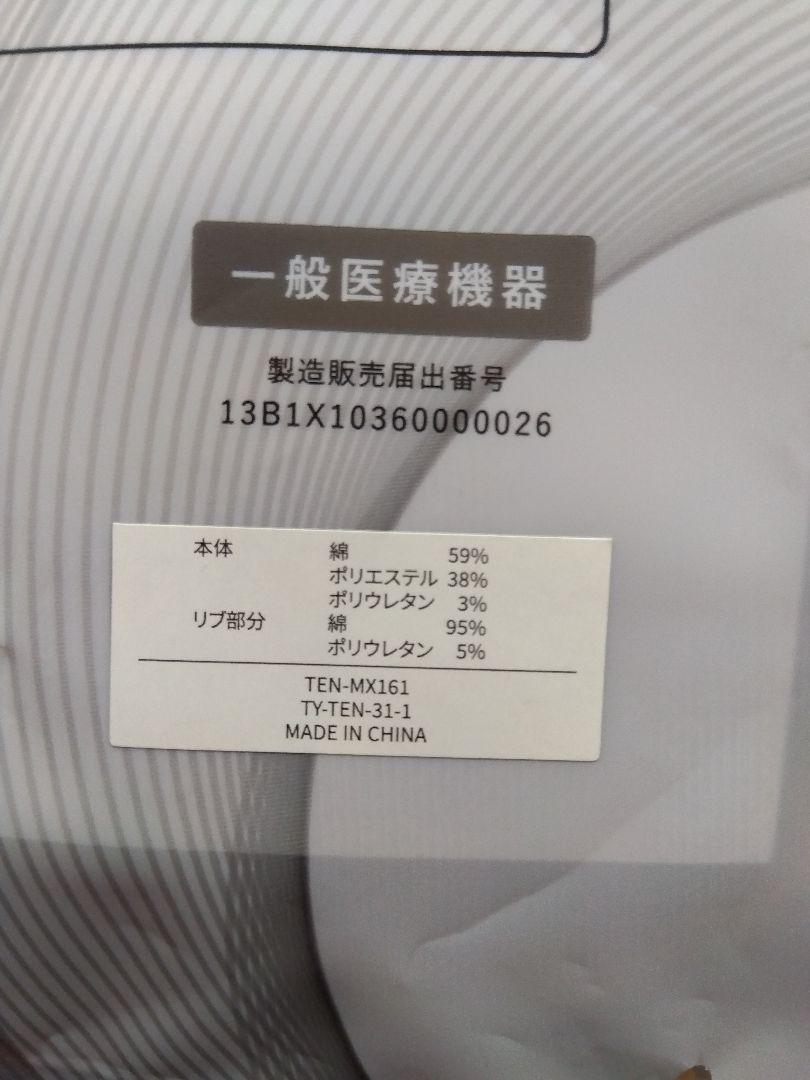 一般医療機器
製造販売届出番号
13B1X10360000026
本体 綿 59%
ポリエステル 38%
ポリウレタン 3%
リブ部分 綿 95%
ポリウレタン 5%
TEN-MX161
TY-TEN-31-1
MADE IN CHINA